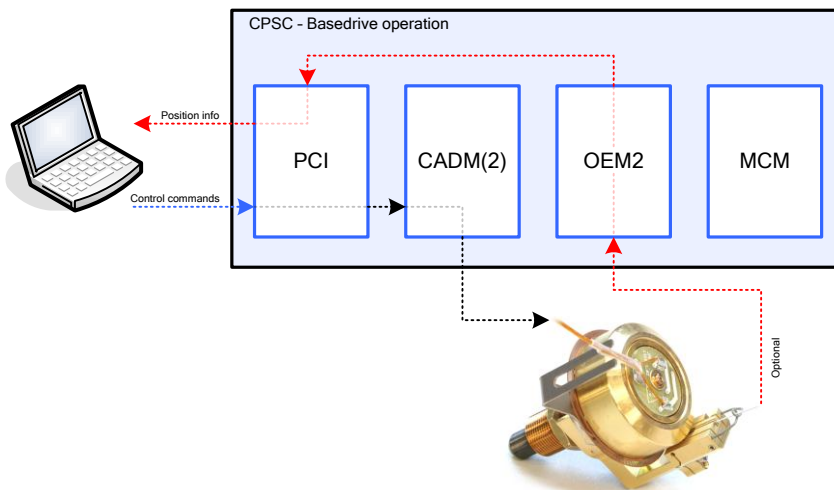 CPSC - Basedrive operation
Position info
PCI
CADM(2)
OEM2
MCM
Control commands
Optional